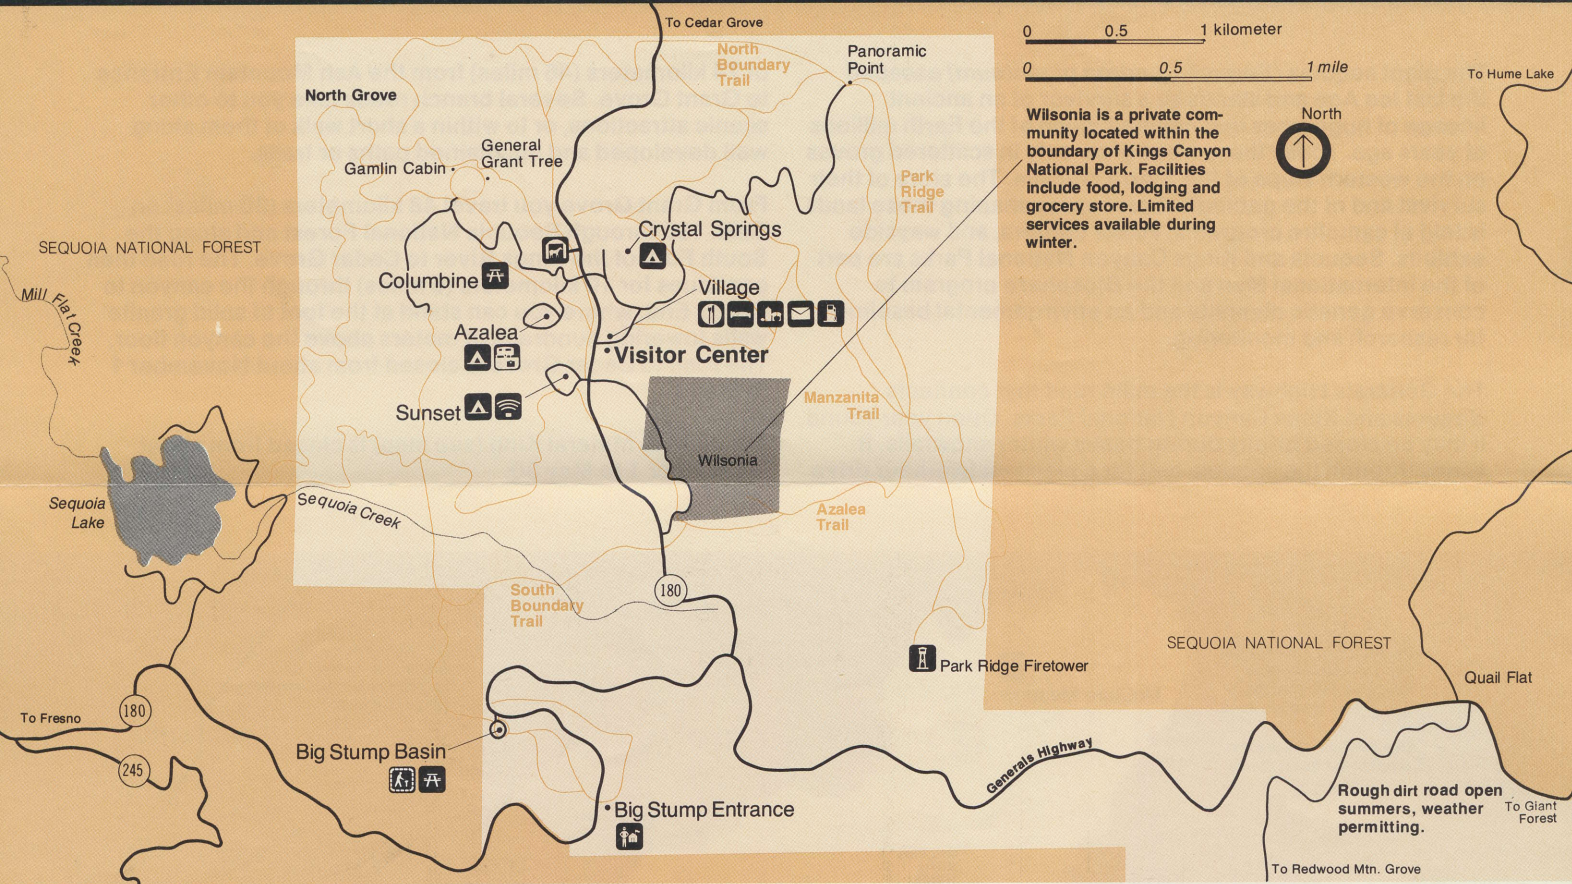 To Cedar Grove
0 0.5 1 kilometer
North
Boundary
Trail
Panoramic
Point
0 0.5 1 mile
To Hume Lake
North Grove
Wilsonia is a private com-
munity located within the
boundary of Kings Canyon
National Park. Facilities
include food, lodging and
grocery store. Limited
services available during
winter.
North
General
Grant Tree
Gamlin Cabin
Park
Ridge
Trail
Crystal Springs
SEQUOIA NATIONAL FOREST
Columbine
Village
Mill Flat Creek
Azalea
Visitor Center
Manzanita
Trail
Sunset
Wilsonia
Sequoia
Lake
Sequoia Creek
Azalea
Trail
180
South
Boundary
Trail
SEQUOIA NATIONAL FOREST
Park Ridge Firetower
Quail Flat
180
To Fresno
Big Stump Basin
245
Generals Highway
Rough dirt road open
summers, weather
permitting.
To Giant
Forest
Big Stump Entrance
To Redwood Mtn. Grove